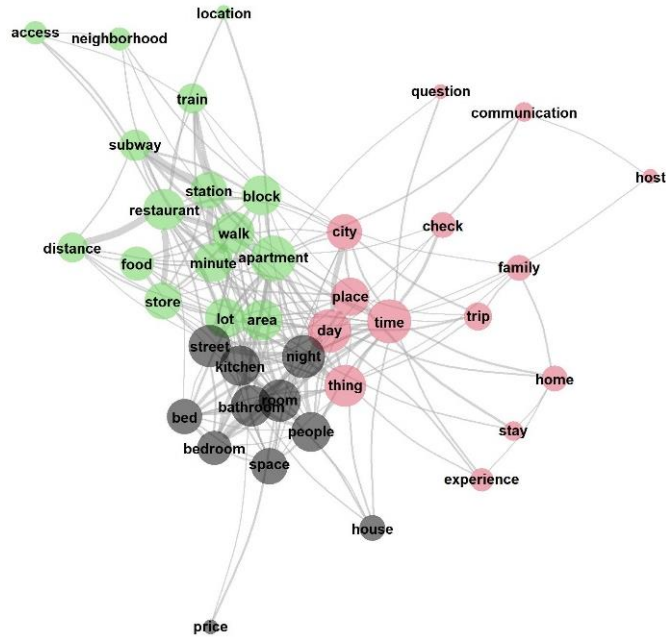 location
access
neighborhood
question
train
communication
subway
host
station
block
restaurant
walk
city
check
distance
food
minute
apartment
family
store
place
trip
lot
area
day
time
street
night
kitchen
home
thing
bathroom
room
bed
people
stay
bedroom
space
experience
house
price